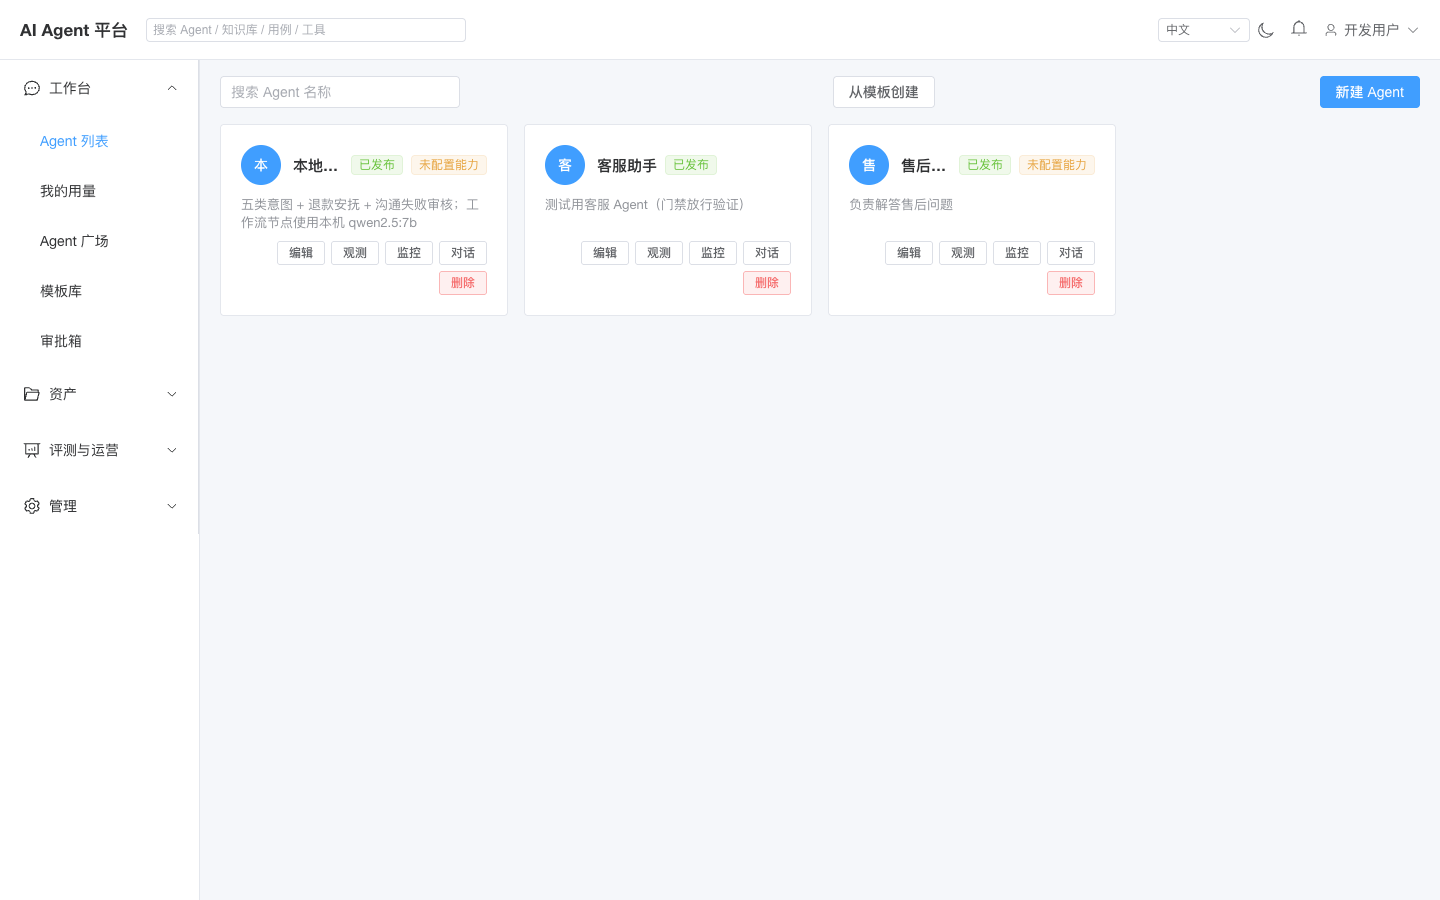 AI Agent 平台
搜索 Agent / 知识库 / 用例 / 工具
中文
开发用户
工作台
Agent 列表
我的用量
Agent 广场
模板库
审批箱
资产
评测与运营
管理
搜索 Agent 名称
从模板创建
新建 Agent
本
本地...
已发布
未配置能力
五类意图 + 退款安抚 + 沟通失败审核；工
作流节点使用本机 qwen2.5:7b
编辑
观测
监控
对话
删除
客
客服助手
已发布
测试用客服 Agent（门禁放行验证）
编辑
观测
监控
对话
删除
售
售后...
已发布
未配置能力
负责解答售后问题
编辑
观测
监控
对话
删除